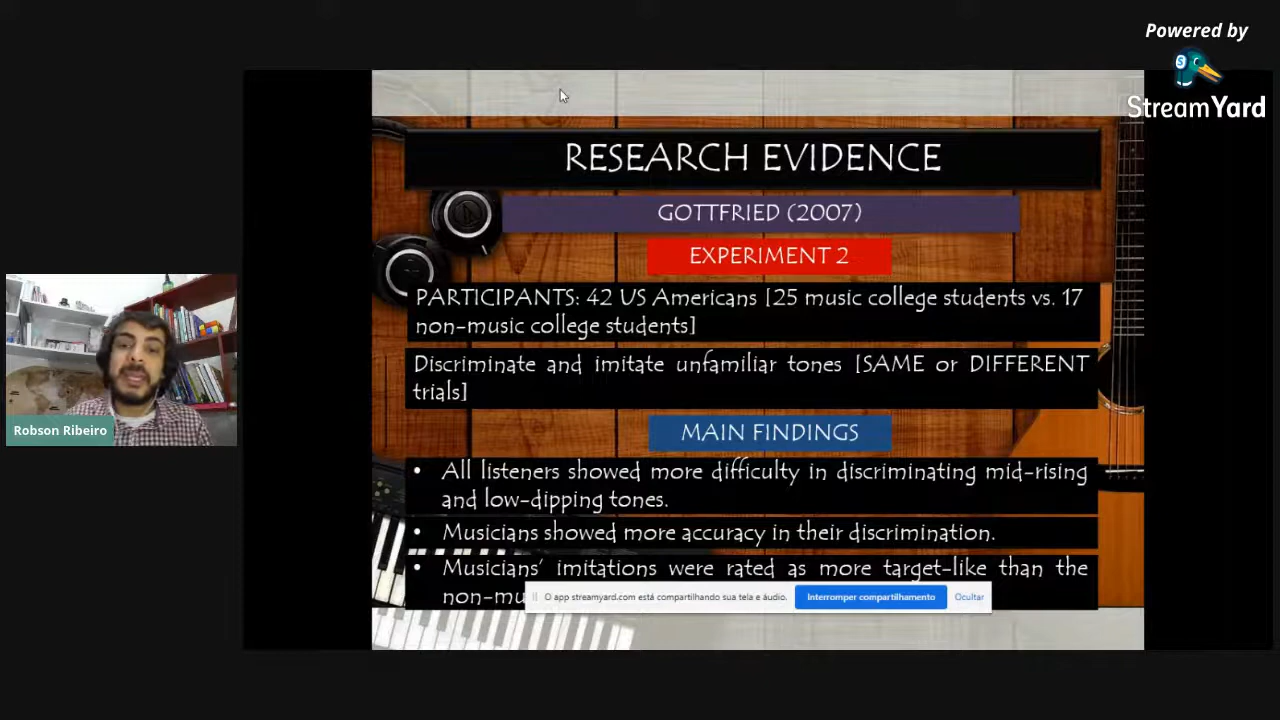 Powered by
StreamYard
RESEARCH EVIDENCE
GOTTFRIED (2007)
EXPERIMENT 2
PARTICIPANTS: 42 US Americans [25 music college students vs. 17
non-music college students]
Discriminate and imitate unfamiliar tones [SAME or DIFFERENT
trials]
MAIN FINDINGS
• All listeners showed more difficulty in discriminating mid-rising
and low-dipping tones.
• Musicians showed more accuracy in their discrimination.
• Musicians' imitations were rated as more target-like than the
O app streamyard.com está compartilhando sua tela e áudio.
Interromper compartilhamento
Ocultar
Robson Ribeiro